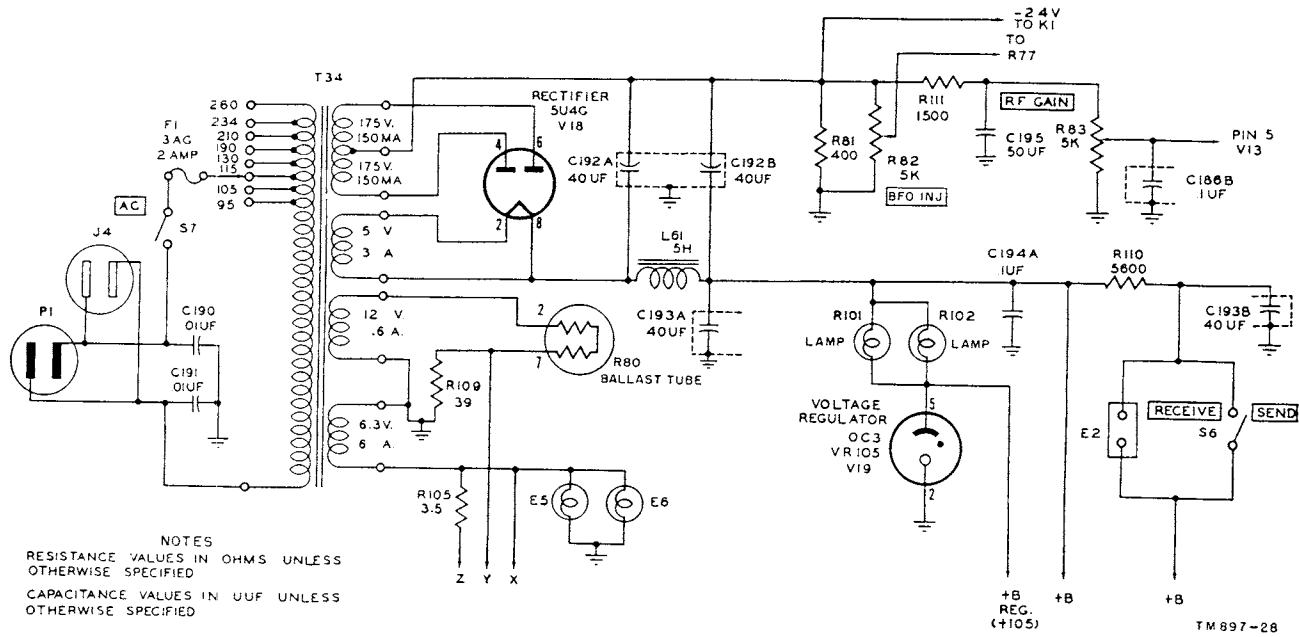 -24V
TO K1
TO
R77
T34
RECTIFIER
5U4G
V18
R111
1500
RF GAIN
260
234
210
190
130
115
105
95
F1
3AG
2 AMP
175V.
150MA
175V.
150MA
4
6
2
8
C192A
40UF
C192B
40UF
R81
400
R82
5K
BFO INJ
C195
50UF
R83
5K
PIN 5
V13
C186B
.1UF
AC
S7
J4
P1
5 V
3 A
L61
5H
C194A
.1UF
R110
5600
C190
.01UF
C191
.01UF
12 V.
.6 A.
2
7
R80
BALLAST TUBE
C193A
40UF
R101
LAMP
R102
LAMP
C193B
40UF
R109
39
6.3V.
6 A.
VOLTAGE
REGULATOR
OC3
VR105
V19
5
2
E2
RECEIVE
S6
SEND
R105
3.5
E5
E6
Z Y X
+B
REG.
(+105)
+B
+B
NOTES
RESISTANCE VALUES IN OHMS UNLESS
OTHERWISE SPECIFIED
CAPACITANCE VALUES IN UUF UNLESS
OTHERWISE SPECIFIED
TM897-28